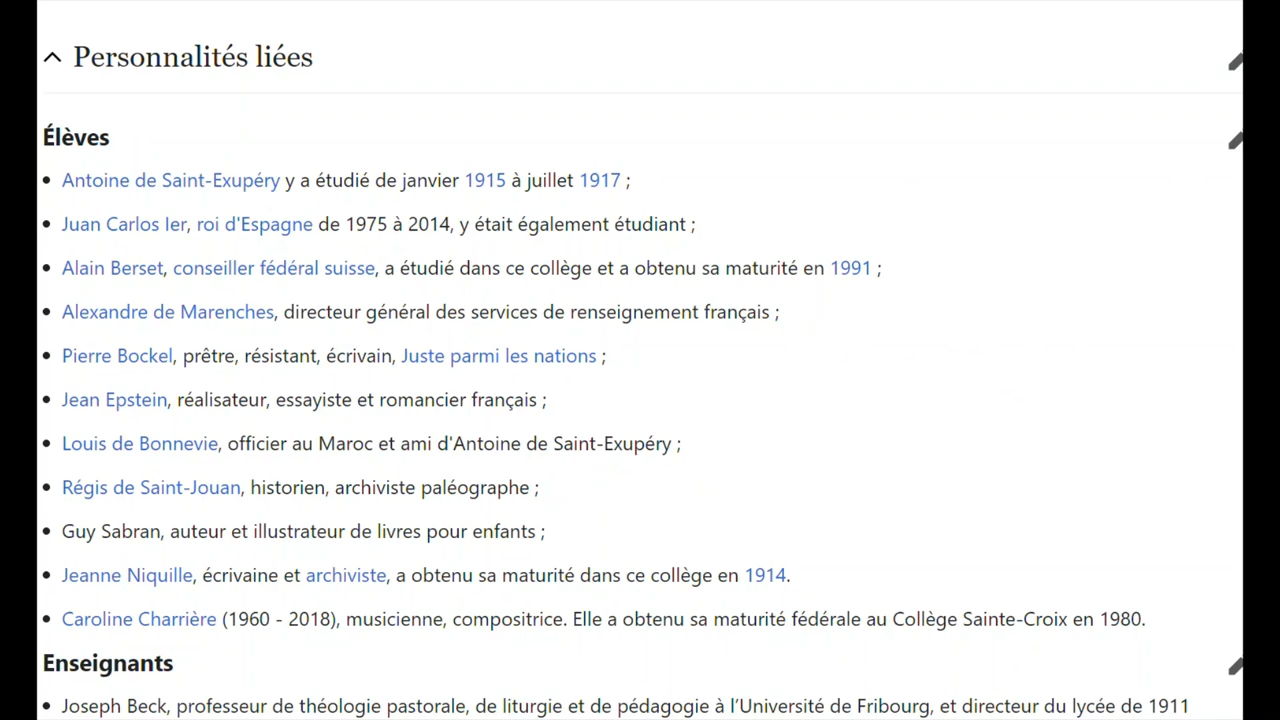 Personnalités liées
Élèves
• Antoine de Saint-Exupéry y a étudié de janvier 1915 à juillet 1917 ;
• Juan Carlos Ier, roi d'Espagne de 1975 à 2014, y était également étudiant ;
• Alain Berset, conseiller fédéral suisse, a étudié dans ce collège et a obtenu sa maturité en 1991 ;
• Alexandre de Marenches, directeur général des services de renseignement français ;
• Pierre Bockel, prêtre, résistant, écrivain, Juste parmi les nations ;
• Jean Epstein, réalisateur, essayiste et romancier français ;
• Louis de Bonnevie, officier au Maroc et ami d'Antoine de Saint-Exupéry ;
• Régis de Saint-Jouan, historien, archiviste paléographe ;
• Guy Sabran, auteur et illustrateur de livres pour enfants ;
• Jeanne Niquille, écrivaine et archiviste, a obtenu sa maturité dans ce collège en 1914.
• Caroline Charrière (1960 - 2018), musicienne, compositrice. Elle a obtenu sa maturité fédérale au Collège Sainte-Croix en 1980.
Enseignants
• Joseph Beck, professeur de théologie pastorale, de liturgie et de pédagogie à l’Université de Fribourg, et directeur du lycée de 1911